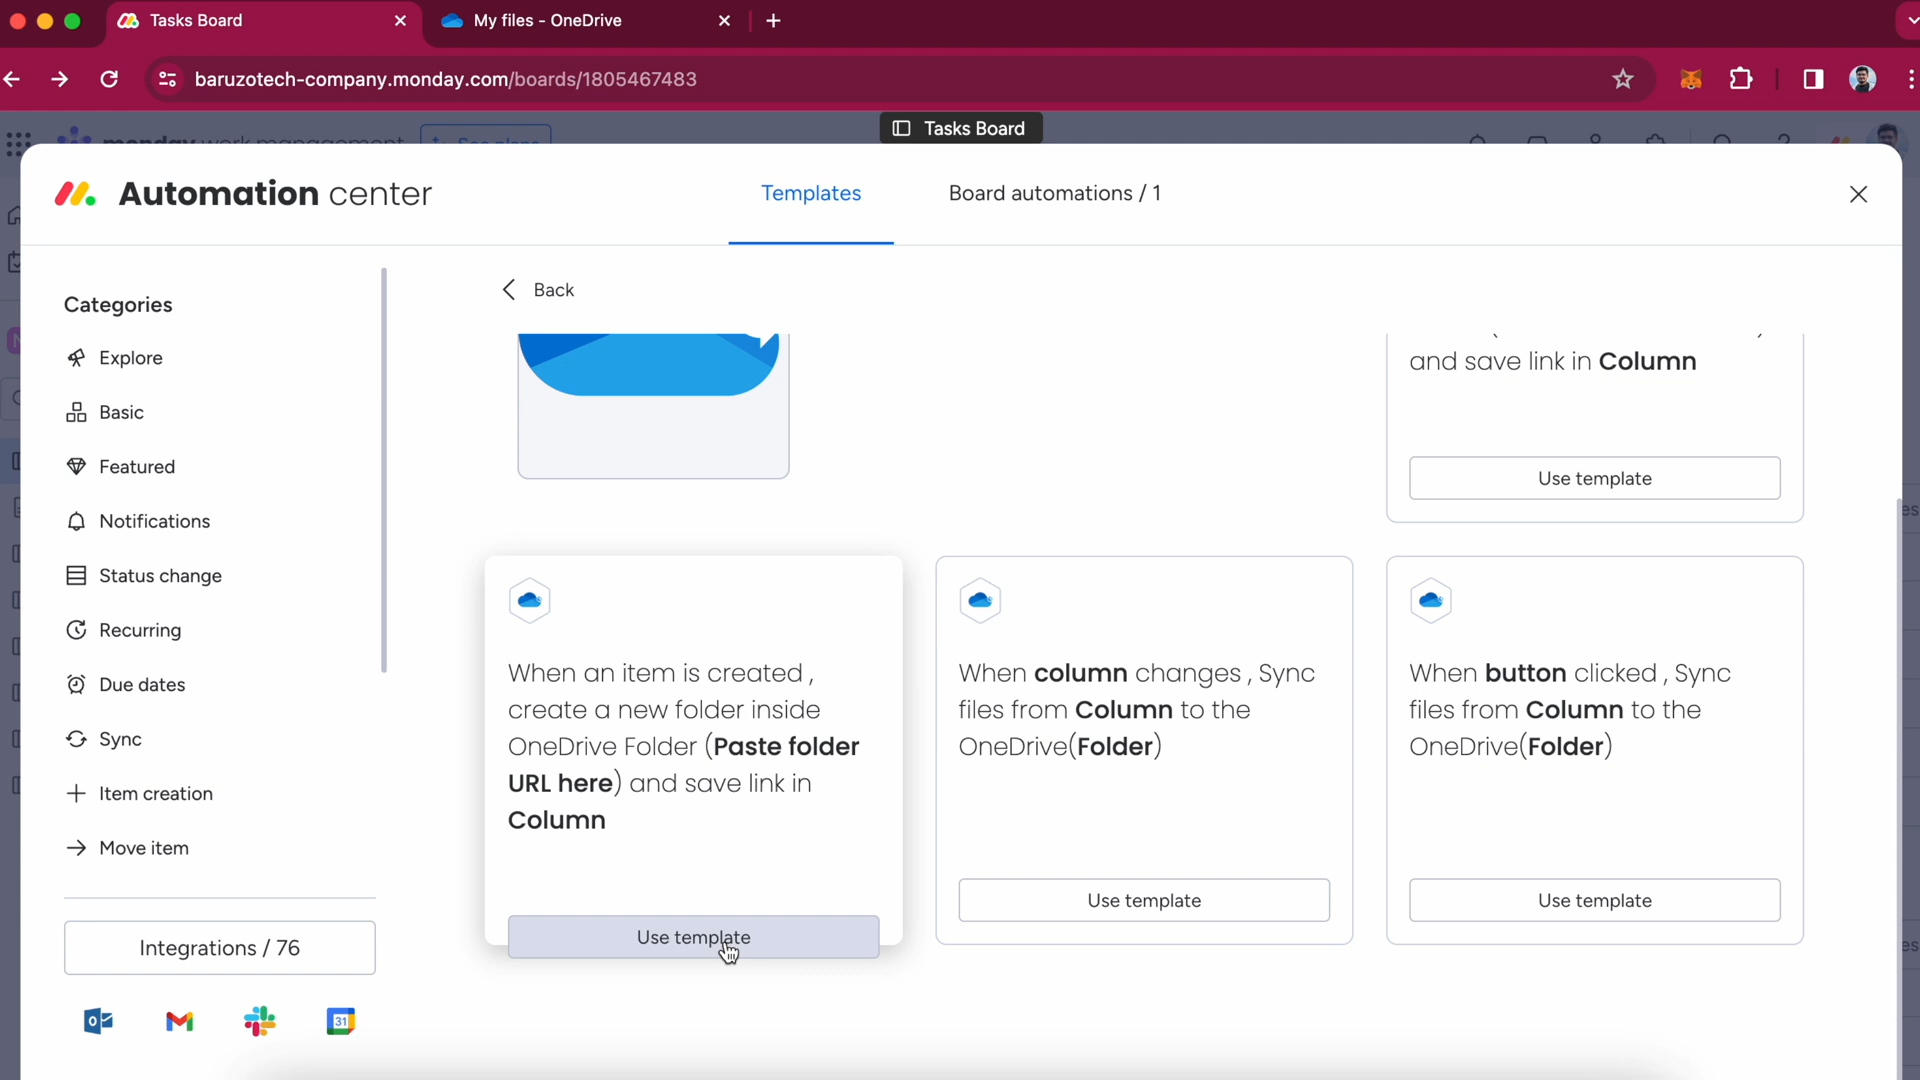 Tasks Board
My files - OneDrive
baruzotech-company.monday.com/boards/1805467483
monday work management
See plans
Tasks Board
Automation center
Templates
Board automations / 1
Categories
Explore
Basic
Featured
Notifications
Status change
Recurring
Due dates
Sync
Item creation
Move item
Integrations / 76
31
Back
and save link in Column
Use template
When an item is created ,
create a new folder inside
OneDrive Folder (Paste folder
URL here) and save link in
Column
Use template
When column changes , Sync
files from Column to the
OneDrive(Folder)
Use template
When button clicked , Sync
files from Column to the
OneDrive(Folder)
Use template